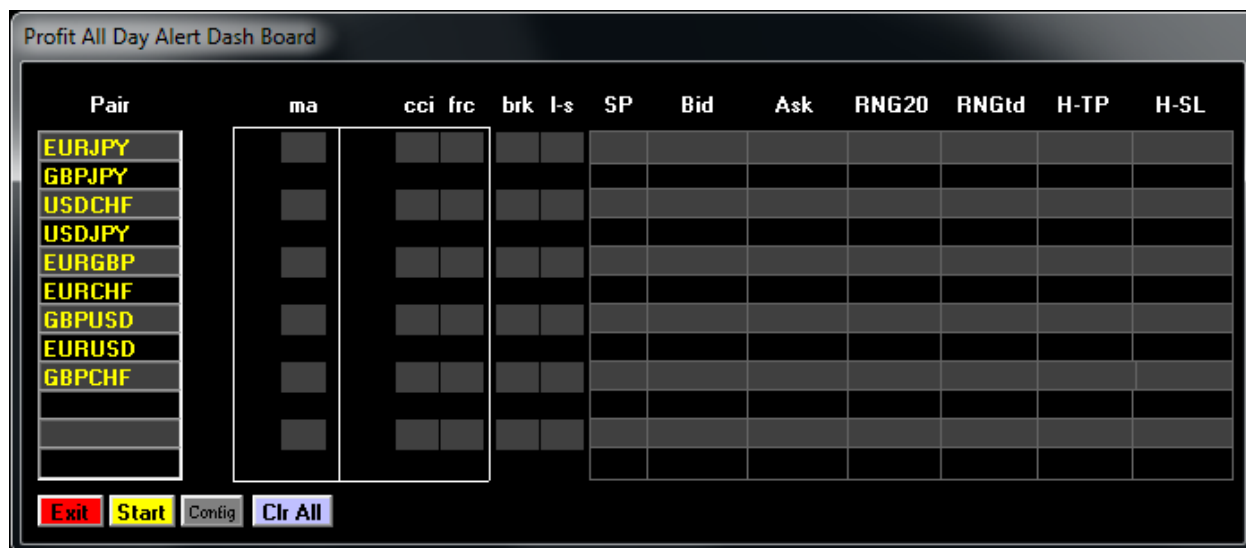 Profit All Day Alert Dash Board
Pair ma cci frc brk l-s SP Bid Ask RNG20 RNGtd H-TP H-SL
EURJPY
GBPJPY
USDCHF
USDJPY
EURGBP
EURCHF
GBPUSD
EURUSD
GBPCHF
Exit Start Config Clr All